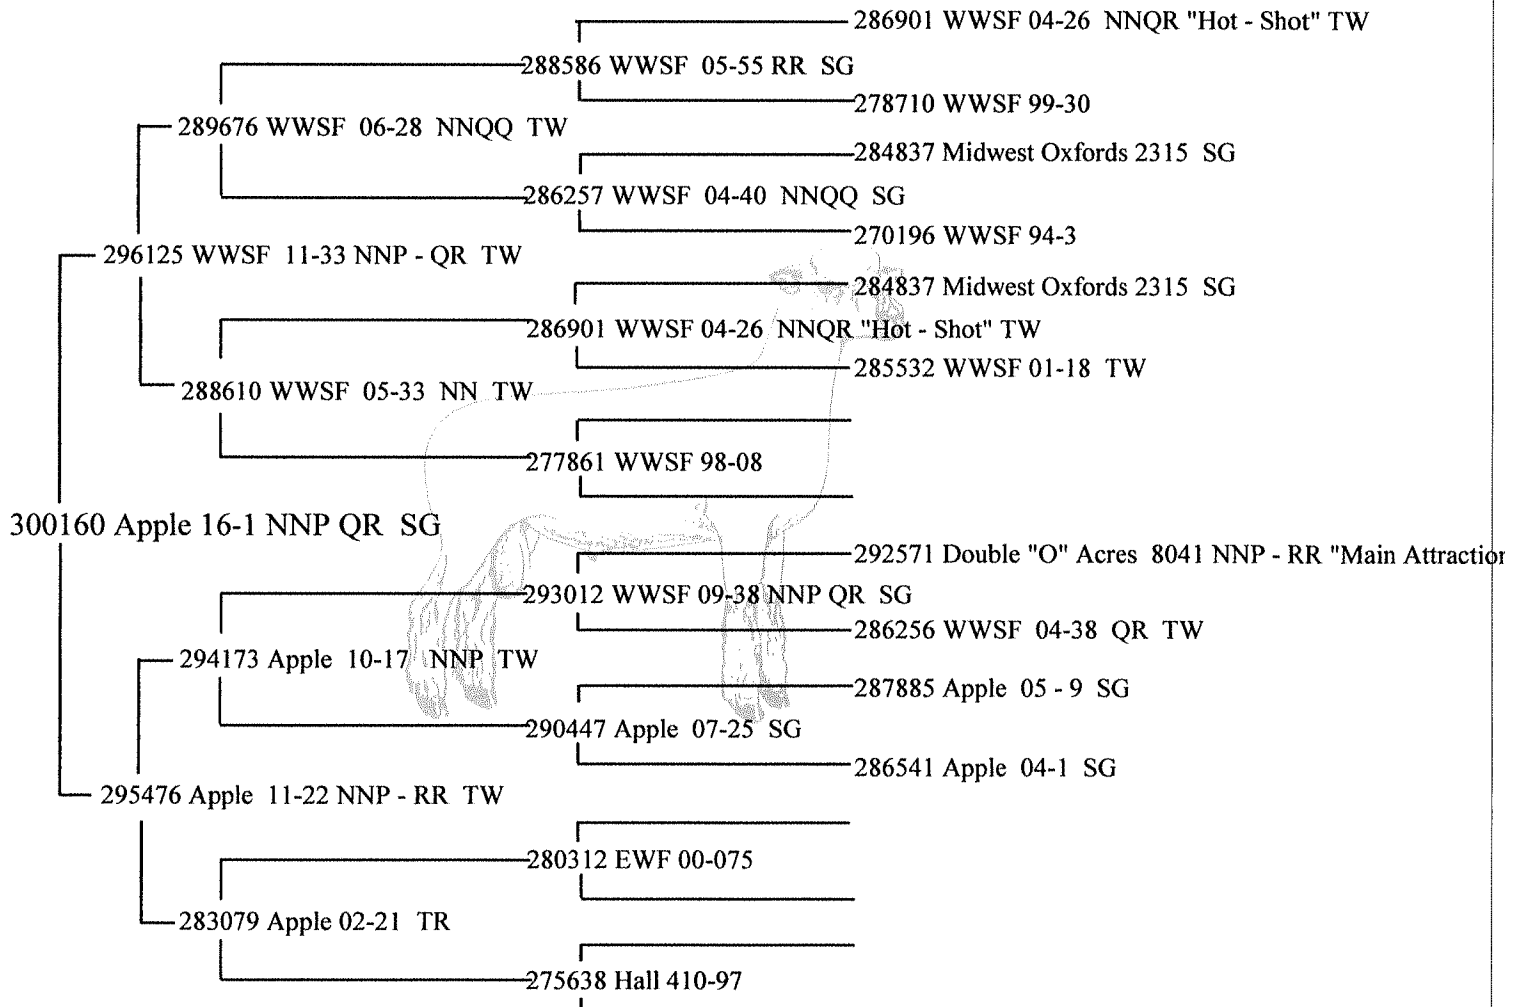 286901 WWSF 04-26 NNQR "Hot - Shot" TW
288586 WWSF 05-55 RR SG
278710 WWSF 99-30
289676 WWSF 06-28 NNQQ TW
284837 Midwest Oxfords 2315 SG
286257 WWSF 04-40 NNQQ SG
270196 WWSF 94-3
296125 WWSF 11-33 NNP - QR TW
284837 Midwest Oxfords 2315 SG
286901 WWSF 04-26 NNQR "Hot - Shot" TW
285532 WWSF 01-18 TW
288610 WWSF 05-33 NN TW
277861 WWSF 98-08
300160 Apple 16-1 NNP QR SG
292571 Double "O" Acres 8041 NNP - RR "Main Attraction
293012 WWSF 09-38 NNP QR SG
286256 WWSF 04-38 QR TW
294173 Apple 10-17 NNP TW
287885 Apple 05 - 9 SG
290447 Apple 07-25 SG
286541 Apple 04-1 SG
295476 Apple 11-22 NNP - RR TW
280312 EWF 00-075
283079 Apple 02-21 TR
275638 Hall 410-97